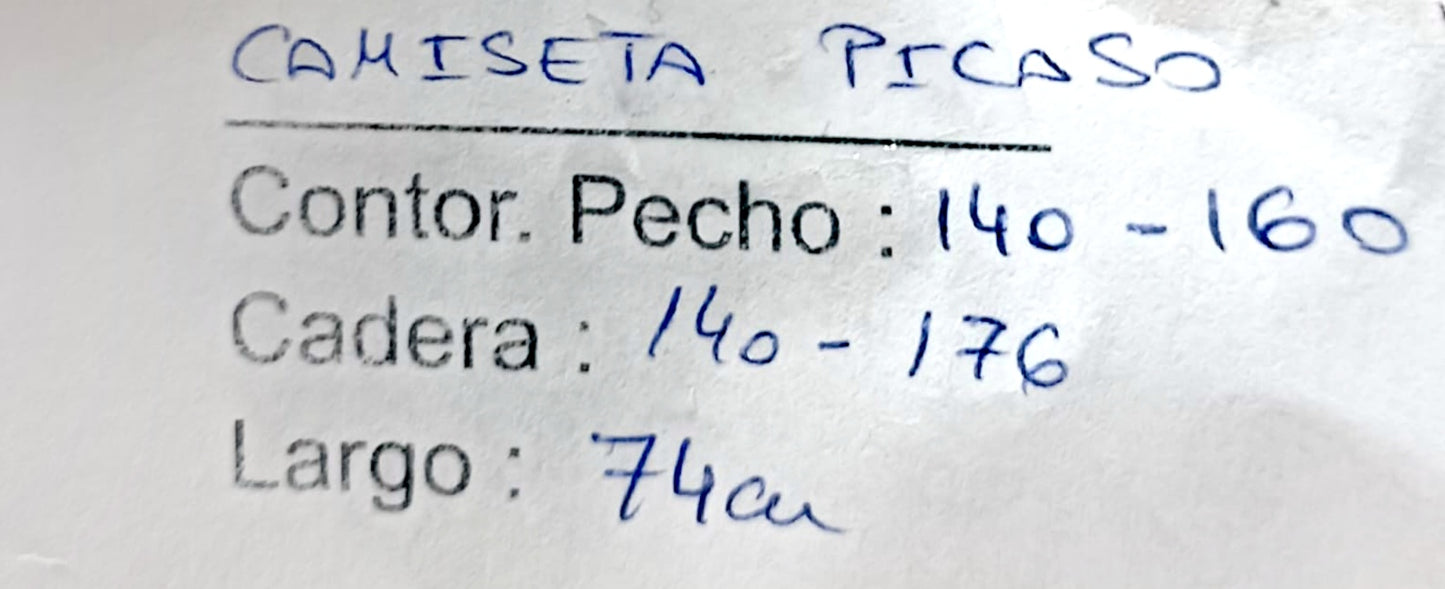 CAMISETA PICASO
Contor. Pecho : 140 - 160
Cadera : 140 - 176
Largo : 74cm